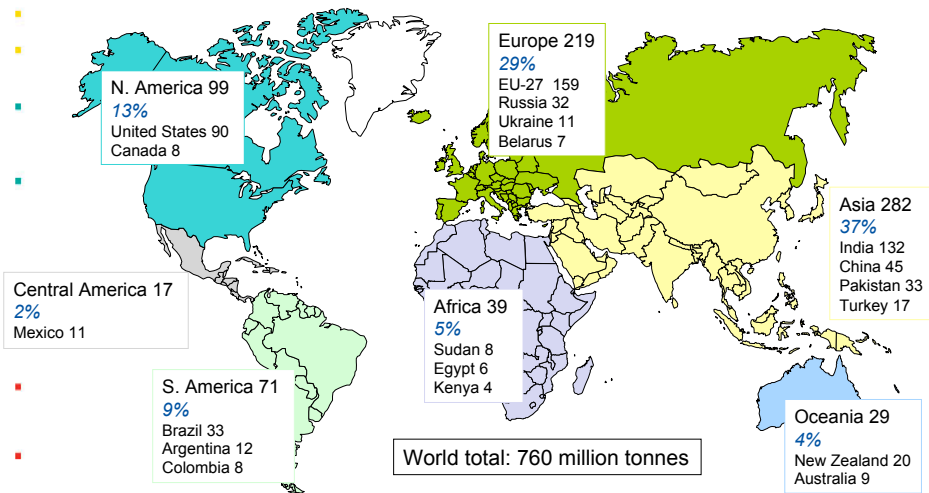 N. America 99
13%
United States 90
Canada 8
Europe 219
29%
EU-27 159
Russia 32
Ukraine 11
Belarus 7
Asia 282
37%
India 132
China 45
Pakistan 33
Turkey 17
Central America 17
2%
Mexico 11
Africa 39
5%
Sudan 8
Egypt 6
Kenya 4
S. America 71
9%
Brazil 33
Argentina 12
Colombia 8
Oceania 29
4%
New Zealand 20
Australia 9
World total: 760 million tonnes